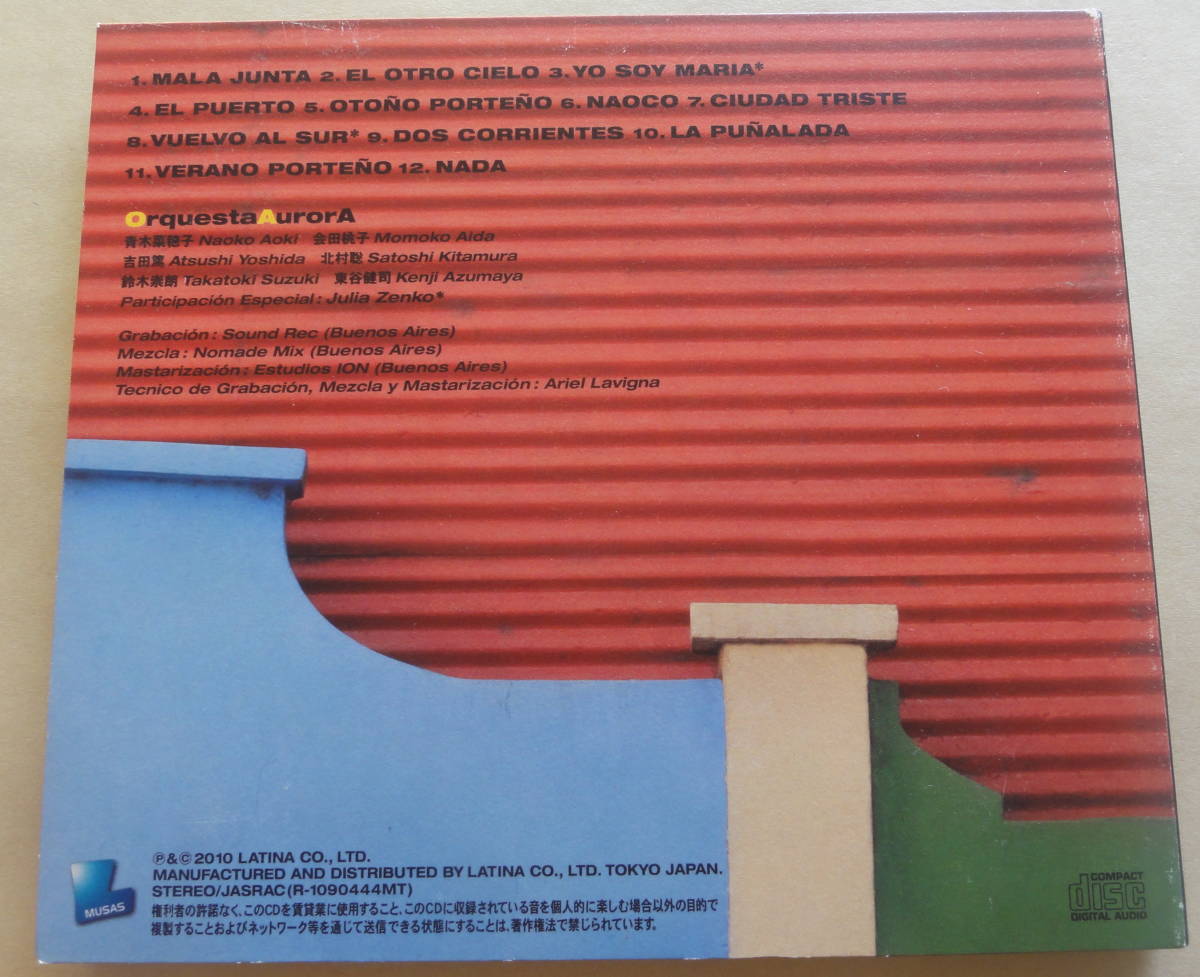 1. MALA JUNTA 2. EL OTRO CIELO 3. YO SOY MARIA*
4. EL PUERTO 5. OTOÑO PORTEÑO 6. NAOCO 7. CIUDAD TRISTE
8. VUELVO AL SUR* 9. DOS CORRIENTES 10. LA PUÑALADA
11. VERANO PORTEÑO 12. NADA
OrquestaAurorA
青木菜穂子 Naoko Aoki 会田桃子 Momoko Aida
吉田篤 Atsushi Yoshida 北村聡 Satoshi Kitamura
鈴木崇朗 Takatoki Suzuki 東谷健司 Kenji Azumaya
Participación Especial : Julia Zenko*
Grabación : Sound Rec (Buenos Aires)
Mezcla : Nomade Mix (Buenos Aires)
Mastarización : Estudios ION (Buenos Aires)
Tecnico de Grabación, Mezcla y Mastarización : Ariel Lavigna
℗&© 2010 LATINA CO., LTD.
MANUFACTURED AND DISTRIBUTED BY LATINA CO., LTD. TOKYO JAPAN.
STEREO/JASRAC(R-1090444MT)
権利者の許諾なく、このCDを賃貸業に使用すること、このCDに収録されている音を個人的に楽しむ場合以外の目的で
複製することおよびネットワーク等を通じて送信できる状態にすることは、著作権法で禁じられています。
MUSAS
COMPACT
disc
DIGITAL AUDIO